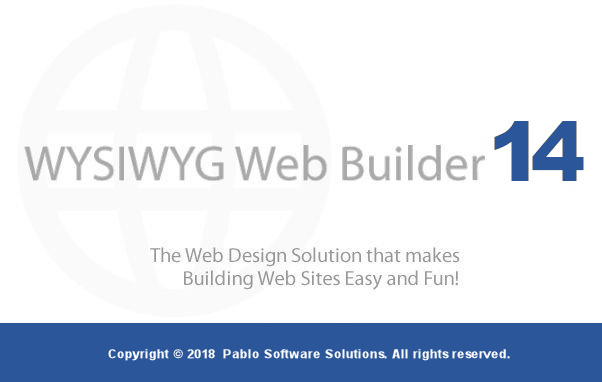 WYSIWYG Web Builder 14
The Web Design Solution that makes
Building Web Sites Easy and Fun!
Copyright © 2018 Pablo Software Solutions. All rights reserved.